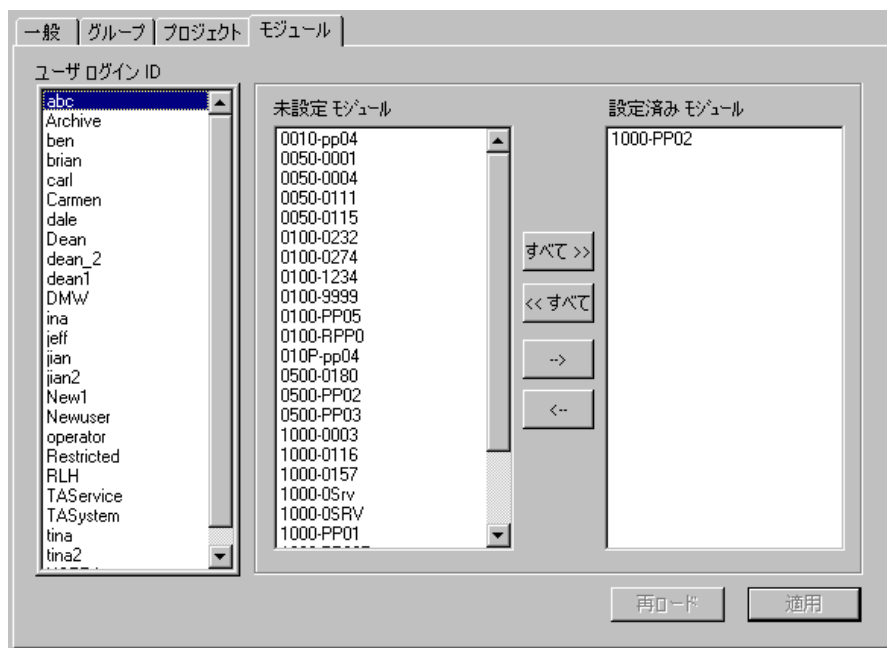 一般 グループ プロジェクト モジュール
ユーザ ログイン ID
abc
Archive
ben
brian
carl
Carmen
dale
Dean
dean_2
dean1
DMW
ina
jeff
jian
jian2
New1
Newuser
operator
Restricted
RLH
TAService
TASystem
tina
tina2
未設定 モジュール
0010-pp04
0050-0001
0050-0004
0050-0111
0050-0115
0100-0232
0100-0274
0100-1234
0100-9999
0100-PP05
0100-RPP0
010P-pp04
0500-0180
0500-PP02
0500-PP03
1000-0003
1000-0116
1000-0157
1000-0Srv
1000-0SRV
1000-PP01
すべて >>
<< すべて
-->
<--
設定済み モジュール
1000-PP02
再ロード
適用